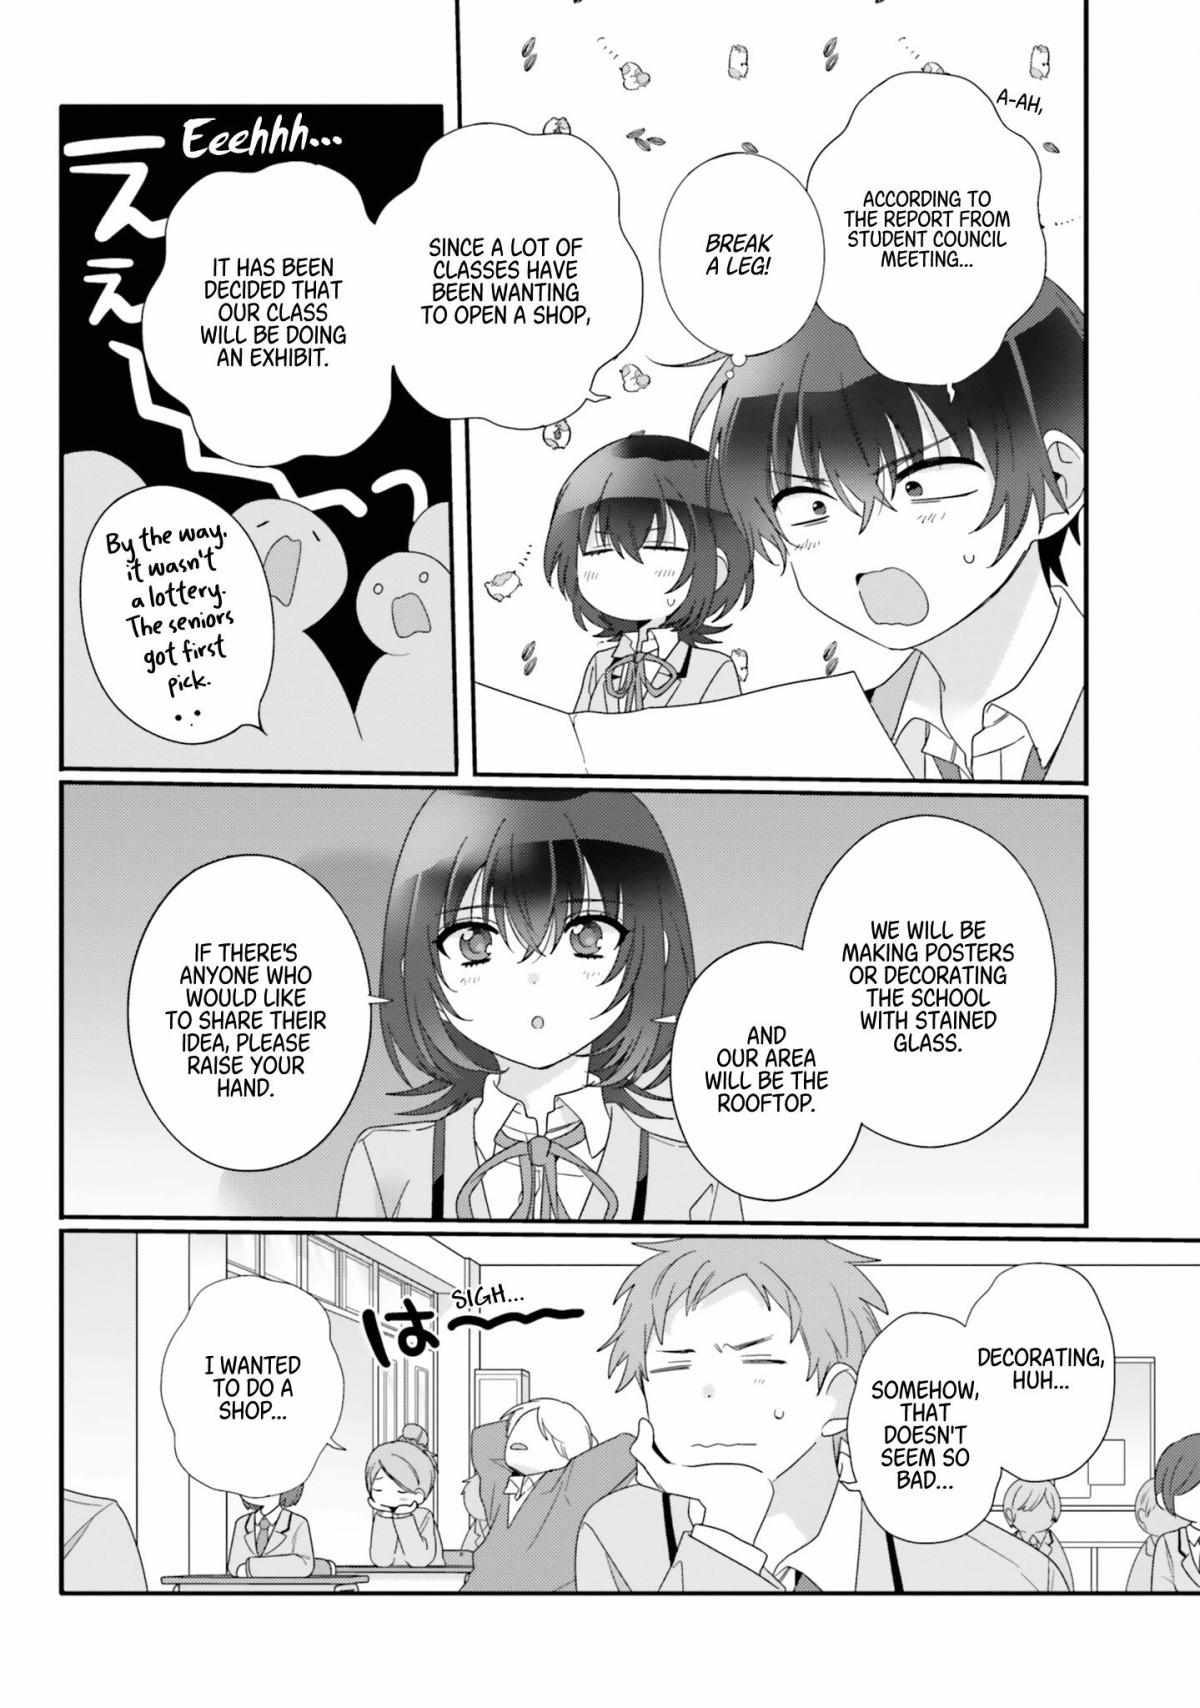 A-AH,
ACCORDING TO
THE REPORT FROM
STUDENT COUNCIL
MEETING...
BREAK
A LEG!
SINCE A LOT OF
CLASSES HAVE
BEEN WANTING
TO OPEN A SHOP,
IT HAS BEEN
DECIDED THAT
OUR CLASS
WILL BE DOING
AN EXHIBIT.
Eeehhh...
ええーっ
By the way,
it wasn't
a lottery.
The seniors
got first
pick.
WE WILL BE
MAKING POSTERS
OR DECORATING
THE SCHOOL
WITH STAINED
GLASS.
AND
OUR AREA
WILL BE THE
ROOFTOP.
IF THERE'S
ANYONE WHO
WOULD LIKE
TO SHARE THEIR
IDEA, PLEASE
RAISE YOUR
HAND.
DECORATING,
HUH...
SOMEHOW,
THAT
DOESN'T
SEEM SO
BAD...
SIGH...
は〜
I WANTED
TO DO A
SHOP...